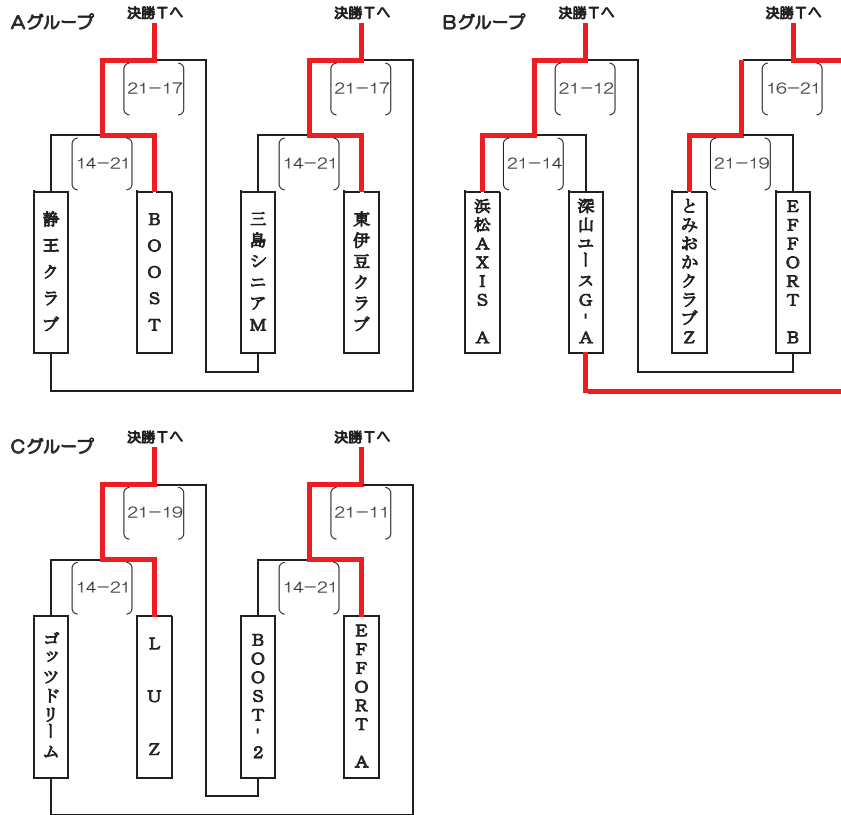 Aグループ
決勝Tへ
決勝Tへ
21-17
21-17
14-21
14-21
静王クラブ
BOOST
三島シニアM
東伊豆クラブ
Bグループ
決勝Tへ
決勝Tへ
21-12
16-21
21-14
21-19
浜松AXIS A
深山ユースG-A
とみおかクラブZ
EFFORT B
Cグループ
決勝Tへ
決勝Tへ
21-19
21-11
14-21
14-21
ゴッツドリーム
LUZ
BOOST-2
EFFORT A